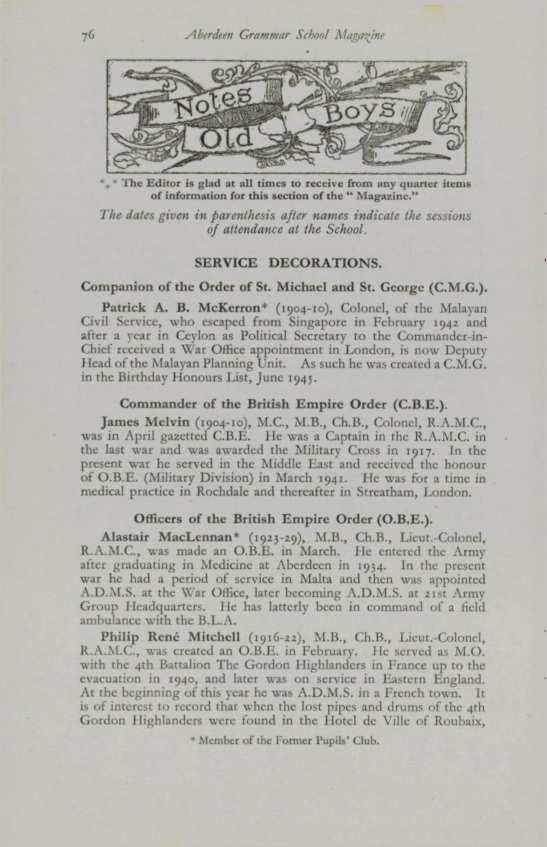 76 Aberdeen Grammar School Magazine
Notes Old Boys
*** The Editor is glad at all times to receive from any quarter items
of information for this section of the “ Magazine.”
The dates given in parenthesis after names indicate the sessions
of attendance at the School.
SERVICE DECORATIONS.
Companion of the Order of St. Michael and St. George (C.M.G.).
Patrick A. B. McKerron* (1904-10), Colonel, of the Malayan
Civil Service, who escaped from Singapore in February 1942 and
after a year in Ceylon as Political Secretary to the Commander-in-
Chief received a War Office appointment in London, is now Deputy
Head of the Malayan Planning Unit. As such he was created a C.M.G.
in the Birthday Honours List, June 1945.
Commander of the British Empire Order (C.B.E.).
James Melvin (1904-10), M.C., M.B., Ch.B., Colonel, R.A.M.C.,
was in April gazetted C.B.E. He was a Captain in the R.A.M.C. in
the last war and was awarded the Military Cross in 1917. In the
present war he served in the Middle East and received the honour
of O.B.E. (Military Division) in March 1941. He was for a time in
medical practice in Rochdale and thereafter in Streatham, London.
Officers of the British Empire Order (O.B.E.).
Alastair MacLennan* (1923-29), M.B., Ch.B., Lieut.-Colonel,
R.A.M.C., was made an O.B.E. in March. He entered the Army
after graduating in Medicine at Aberdeen in 1934. In the present
war he had a period of service in Malta and then was appointed
A.D.M.S. at the War Office, later becoming A.D.M.S. at 21st Army
Group Headquarters. He has latterly been in command of a field
ambulance with the B.L.A.
Philip René Mitchell (1916-22), M.B., Ch.B., Lieut.-Colonel,
R.A.M.C., was created an O.B.E. in February. He served as M.O.
with the 4th Battalion The Gordon Highlanders in France up to the
evacuation in 1940, and later was on service in Eastern England.
At the beginning of this year he was A.D.M.S. in a French town. It
is of interest to record that when the lost pipes and drums of the 4th
Gordon Highlanders were found in the Hotel de Ville of Roubaix,
* Member of the Former Pupils’ Club.